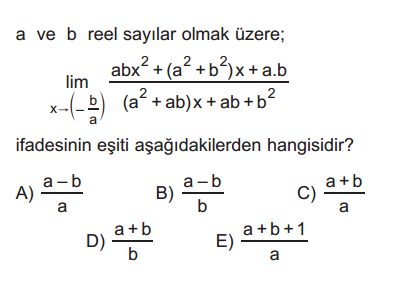 a ve b reel sayılar olmak üzere;
lim x→(-b/a) (abx² + (a² + b²)x + a.b) / ((a² + ab)x + ab + b²)
ifadesinin eşiti aşağıdakilerden hangisidir?
A) (a – b)/a B) (a – b)/b C) (a + b)/a
D) (a + b)/b E) (a + b + 1)/a